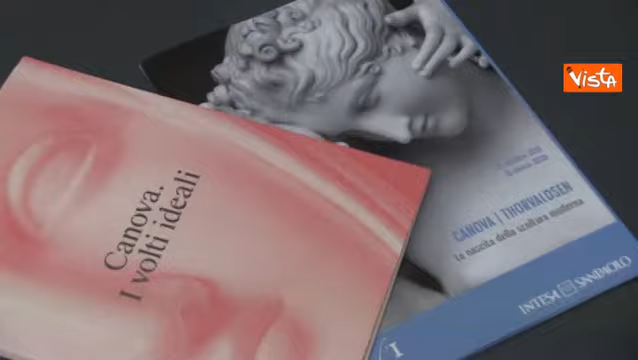 Canova.
I volti ideali
CANOVA | THORVALDSEN
La nascita della scultura moderna
INTESA SANPAOLO
VISTA